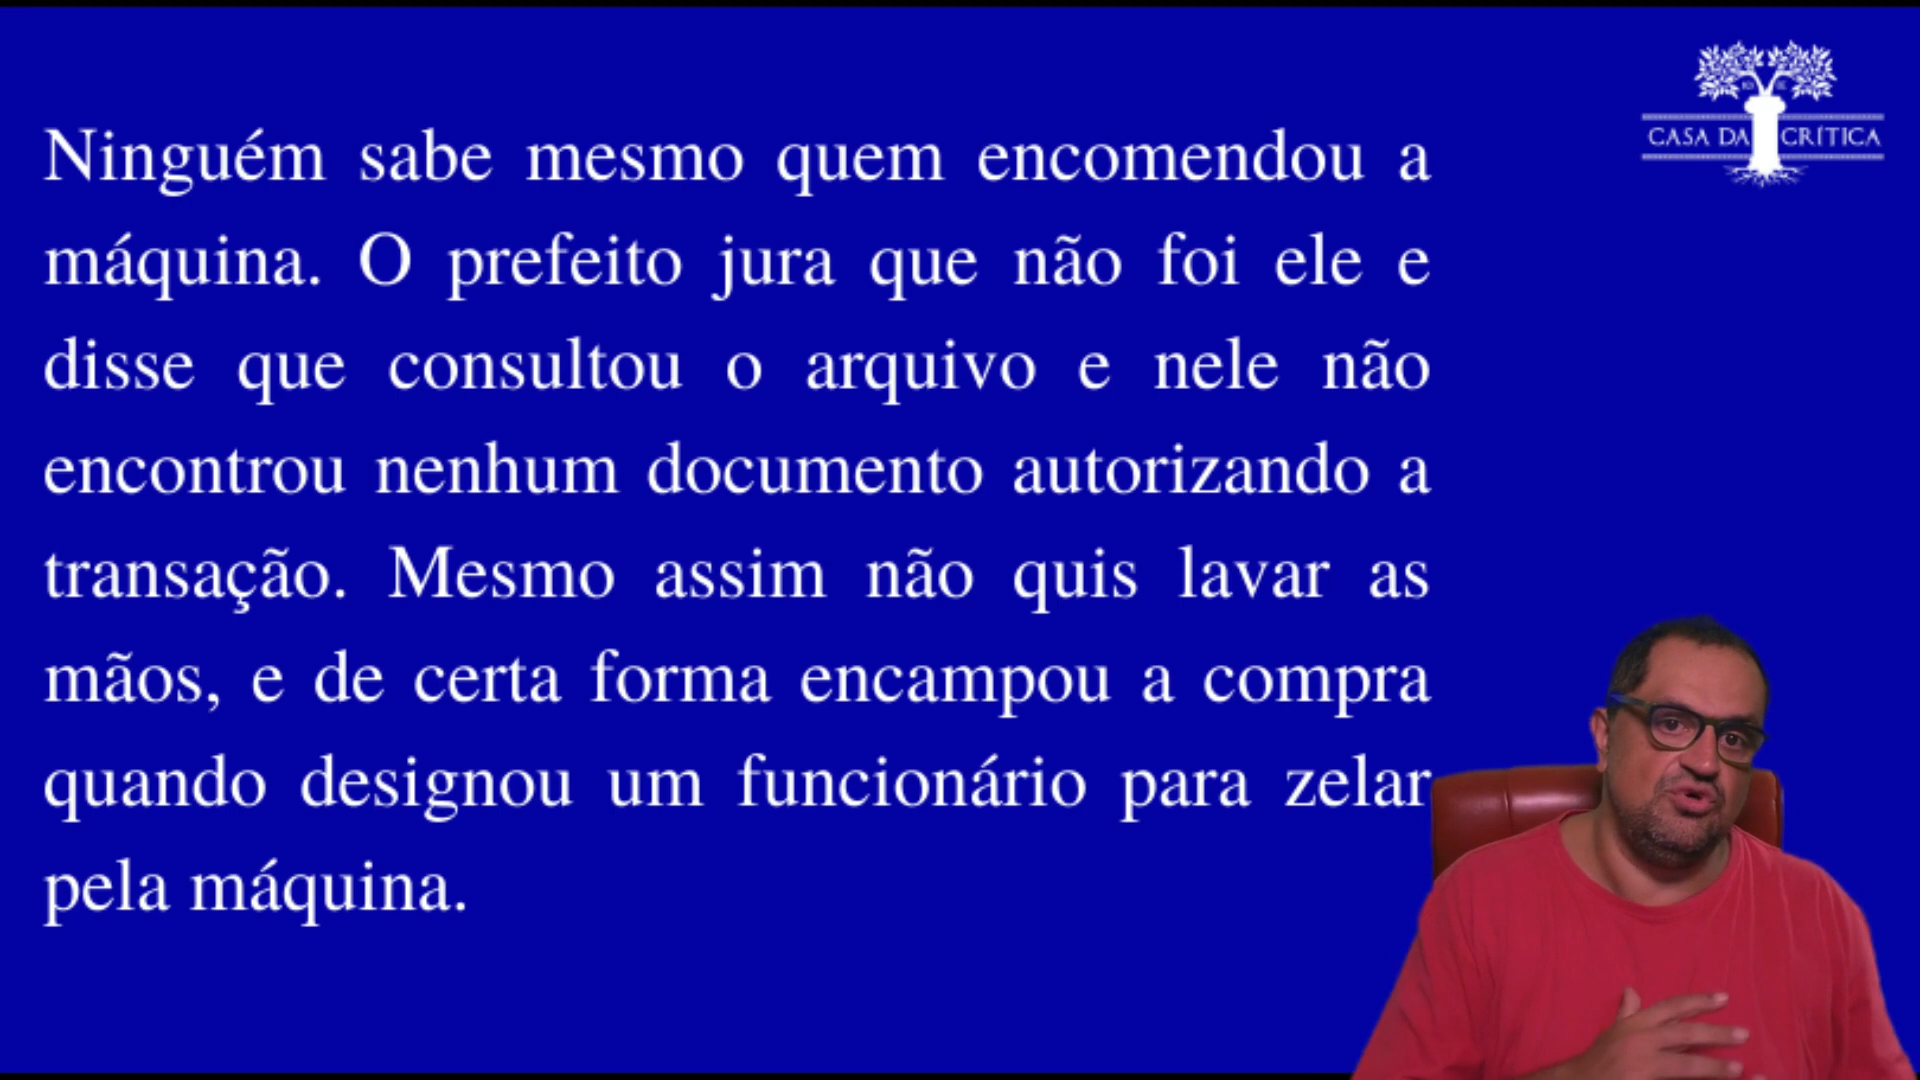 CASA DA CRÍTICA
Ninguém sabe mesmo quem encomendou a
máquina. O prefeito jura que não foi ele e
disse que consultou o arquivo e nele não
encontrou nenhum documento autorizando a
transação. Mesmo assim não quis lavar as
mãos, e de certa forma encampou a compra
quando designou um funcionário para zelar
pela máquina.